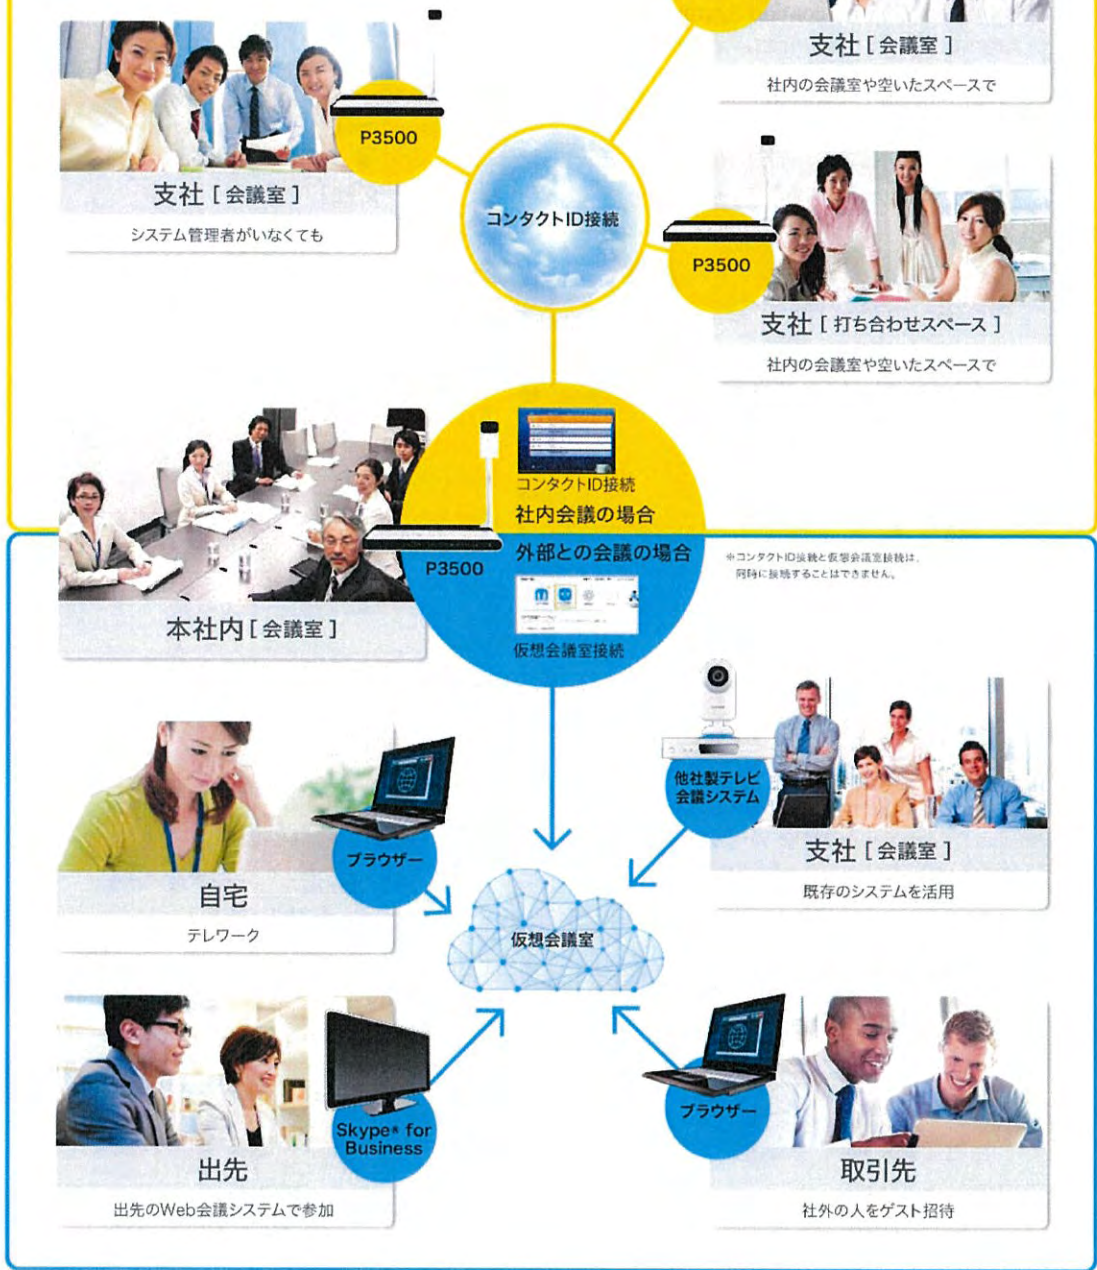 支社[会議室]
社内の会議室や空いたスペースで
P3500
支社[会議室]
システム管理者がいなくても
コンタクトID接続
P3500
支社[打ち合わせスペース]
社内の会議室や空いたスペースで
コンタクトID接続
社内会議の場合
P3500
外部との会議の場合
仮想会議室接続
※コンタクトID接続と仮想会議室接続は、
同時に接続することはできません。
本社内[会議室]
ブラウザー
自宅
テレワーク
他社製テレビ
会議システム
支社[会議室]
既存のシステムを活用
仮想会議室
Skype® for
Business
出先
出先のWeb会議システムで参加
ブラウザー
取引先
社外の人をゲスト招待